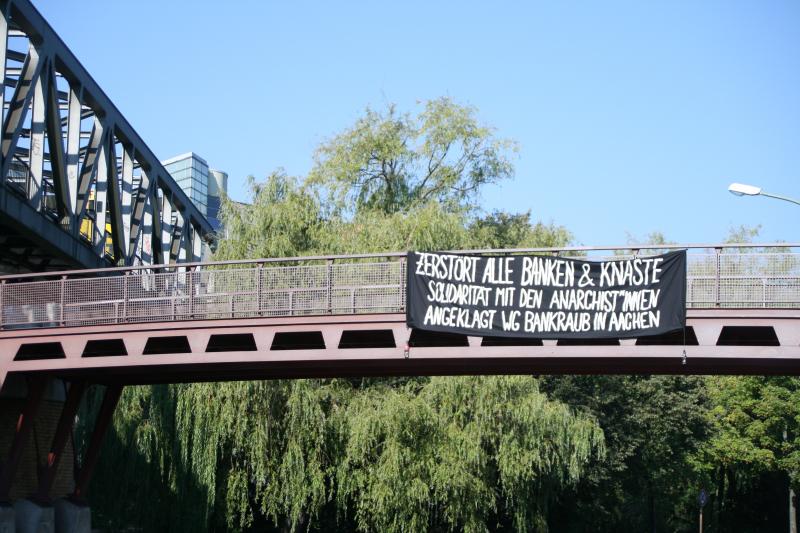 ZERSTÖRT ALLE BANKEN & KNÄSTE
SOLIDARITÄT MIT DEN ANARCHIST*INNEN
ANGEKLAGT WG BANKRAUB IN AACHEN